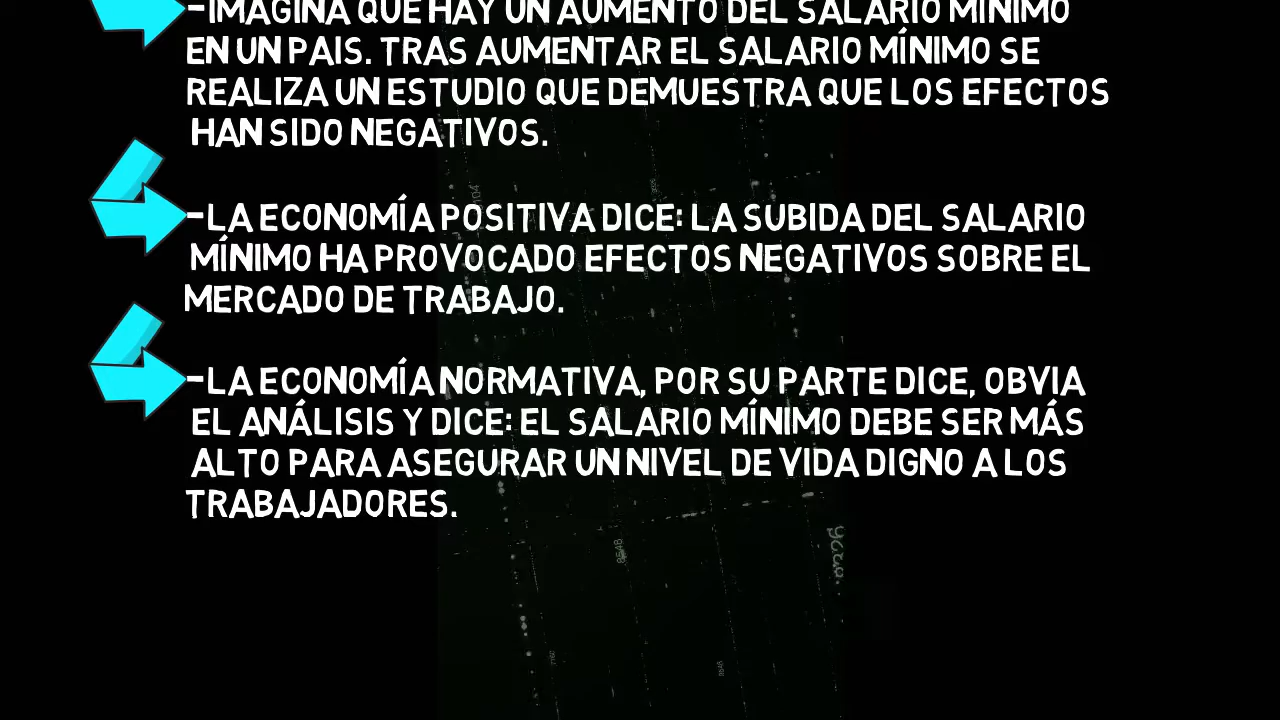 -IMAGINA QUE HAY UN AUMENTO DEL SALARIO MÍNIMO
EN UN PAIS. TRAS AUMENTAR EL SALARIO MÍNIMO SE
REALIZA UN ESTUDIO QUE DEMUESTRA QUE LOS EFECTOS
HAN SIDO NEGATIVOS.
-LA ECONOMÍA POSITIVA DICE: LA SUBIDA DEL SALARIO
MÍNIMO HA PROVOCADO EFECTOS NEGATIVOS SOBRE EL
MERCADO DE TRABAJO.
-LA ECONOMÍA NORMATIVA, POR SU PARTE DICE, OBVIA
EL ANÁLISIS Y DICE: EL SALARIO MÍNIMO DEBE SER MÁS
ALTO PARA ASEGURAR UN NIVEL DE VIDA DIGNO A LOS
TRABAJADORES.
8548